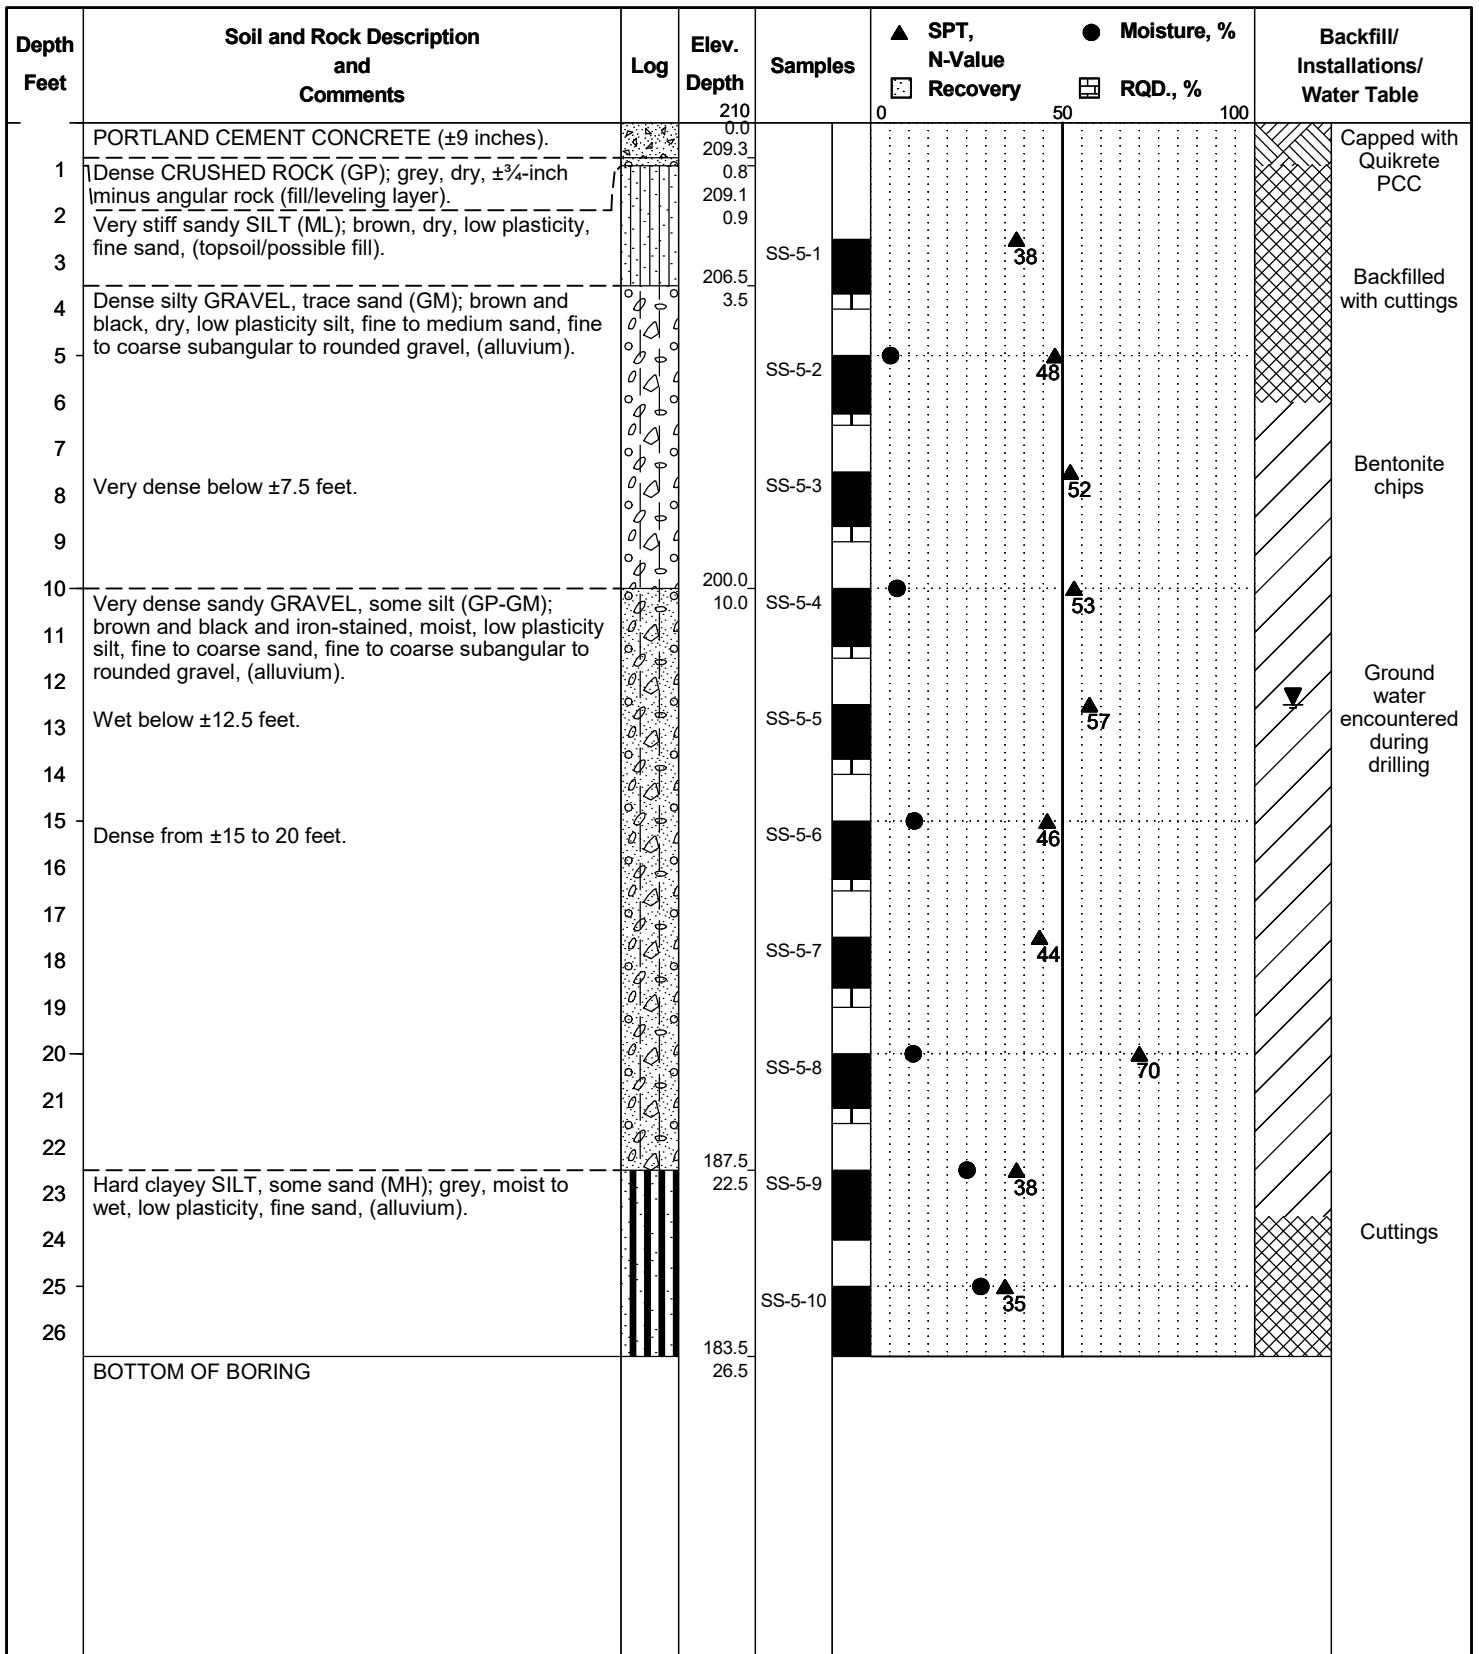 Depth
Feet
Soil and Rock Description
and
Comments
Log
Elev.
Depth
Samples
SPT,
N-Value
Moisture, %
Recovery
RQD., %
Backfill/
Installations/
Water Table
210
0 50 100
PORTLAND CEMENT CONCRETE (±9 inches).
0.0
209.3
Capped with
Quikrete
PCC
1
Dense CRUSHED ROCK (GP); grey, dry, ±¾-inch
minus angular rock (fill/leveling layer).
0.8
209.1
2
Very stiff sandy SILT (ML); brown, dry, low plasticity,
fine sand, (topsoil/possible fill).
0.9
SS-5-1
38
3
206.5
Backfilled
with cuttings
4
Dense silty GRAVEL, trace sand (GM); brown and
black, dry, low plasticity silt, fine to medium sand, fine
to coarse subangular to rounded gravel, (alluvium).
3.5
5
SS-5-2
48
6
7
Bentonite
chips
8
Very dense below ±7.5 feet.
SS-5-3
52
9
10
200.0
10.0
Very dense sandy GRAVEL, some silt (GP-GM);
brown and black and iron-stained, moist, low plasticity
silt, fine to coarse sand, fine to coarse subangular to
rounded gravel, (alluvium).
SS-5-4
53
11
12
Ground
water
encountered
during
drilling
13
Wet below ±12.5 feet.
SS-5-5
57
14
15
Dense from ±15 to 20 feet.
SS-5-6
46
16
17
18
SS-5-7
44
19
20
SS-5-8
70
21
22
187.5
22.5
23
Hard clayey SILT, some sand (MH); grey, moist to
wet, low plasticity, fine sand, (alluvium).
SS-5-9
38
24
Cuttings
25
SS-5-10
35
26
183.5
BOTTOM OF BORING
26.5